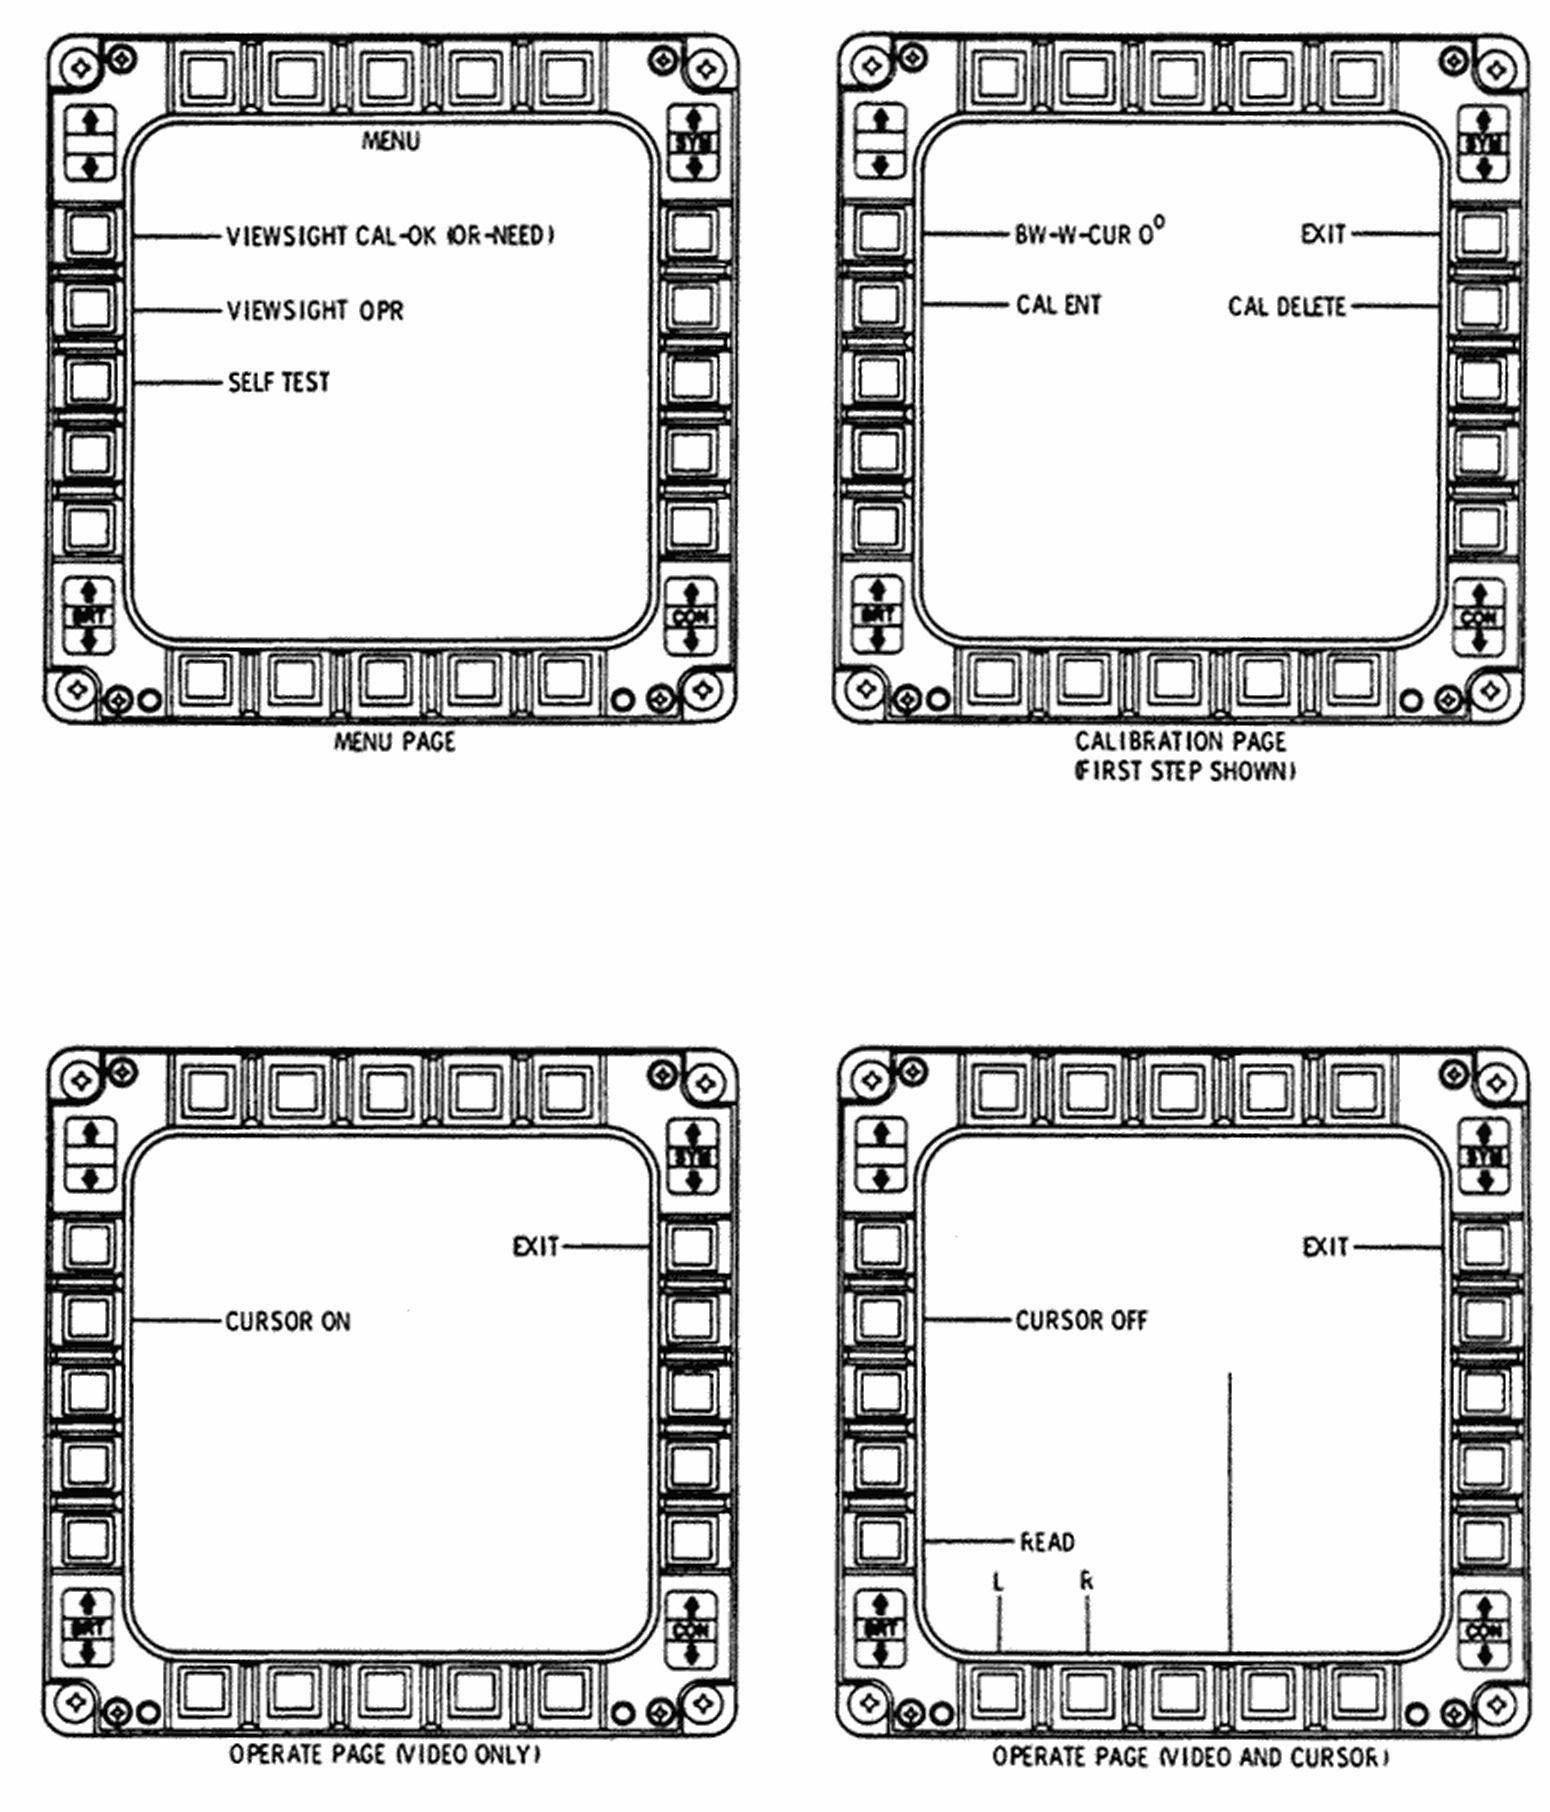 MENU
SYM
VIEWSIGHT CAL-OK (OR-NEED)
VIEWSIGHT OPR
SELF TEST
BRT
CON
MENU PAGE
SYM
BW-W-CUR 0°
EXIT
CAL ENT
CAL DELETE
BRT
CON
CALIBRATION PAGE
(FIRST STEP SHOWN)
SYM
EXIT
CURSOR ON
BRT
CON
OPERATE PAGE (VIDEO ONLY)
SYM
EXIT
CURSOR OFF
READ
L R
BRT
CON
OPERATE PAGE (VIDEO AND CURSOR)